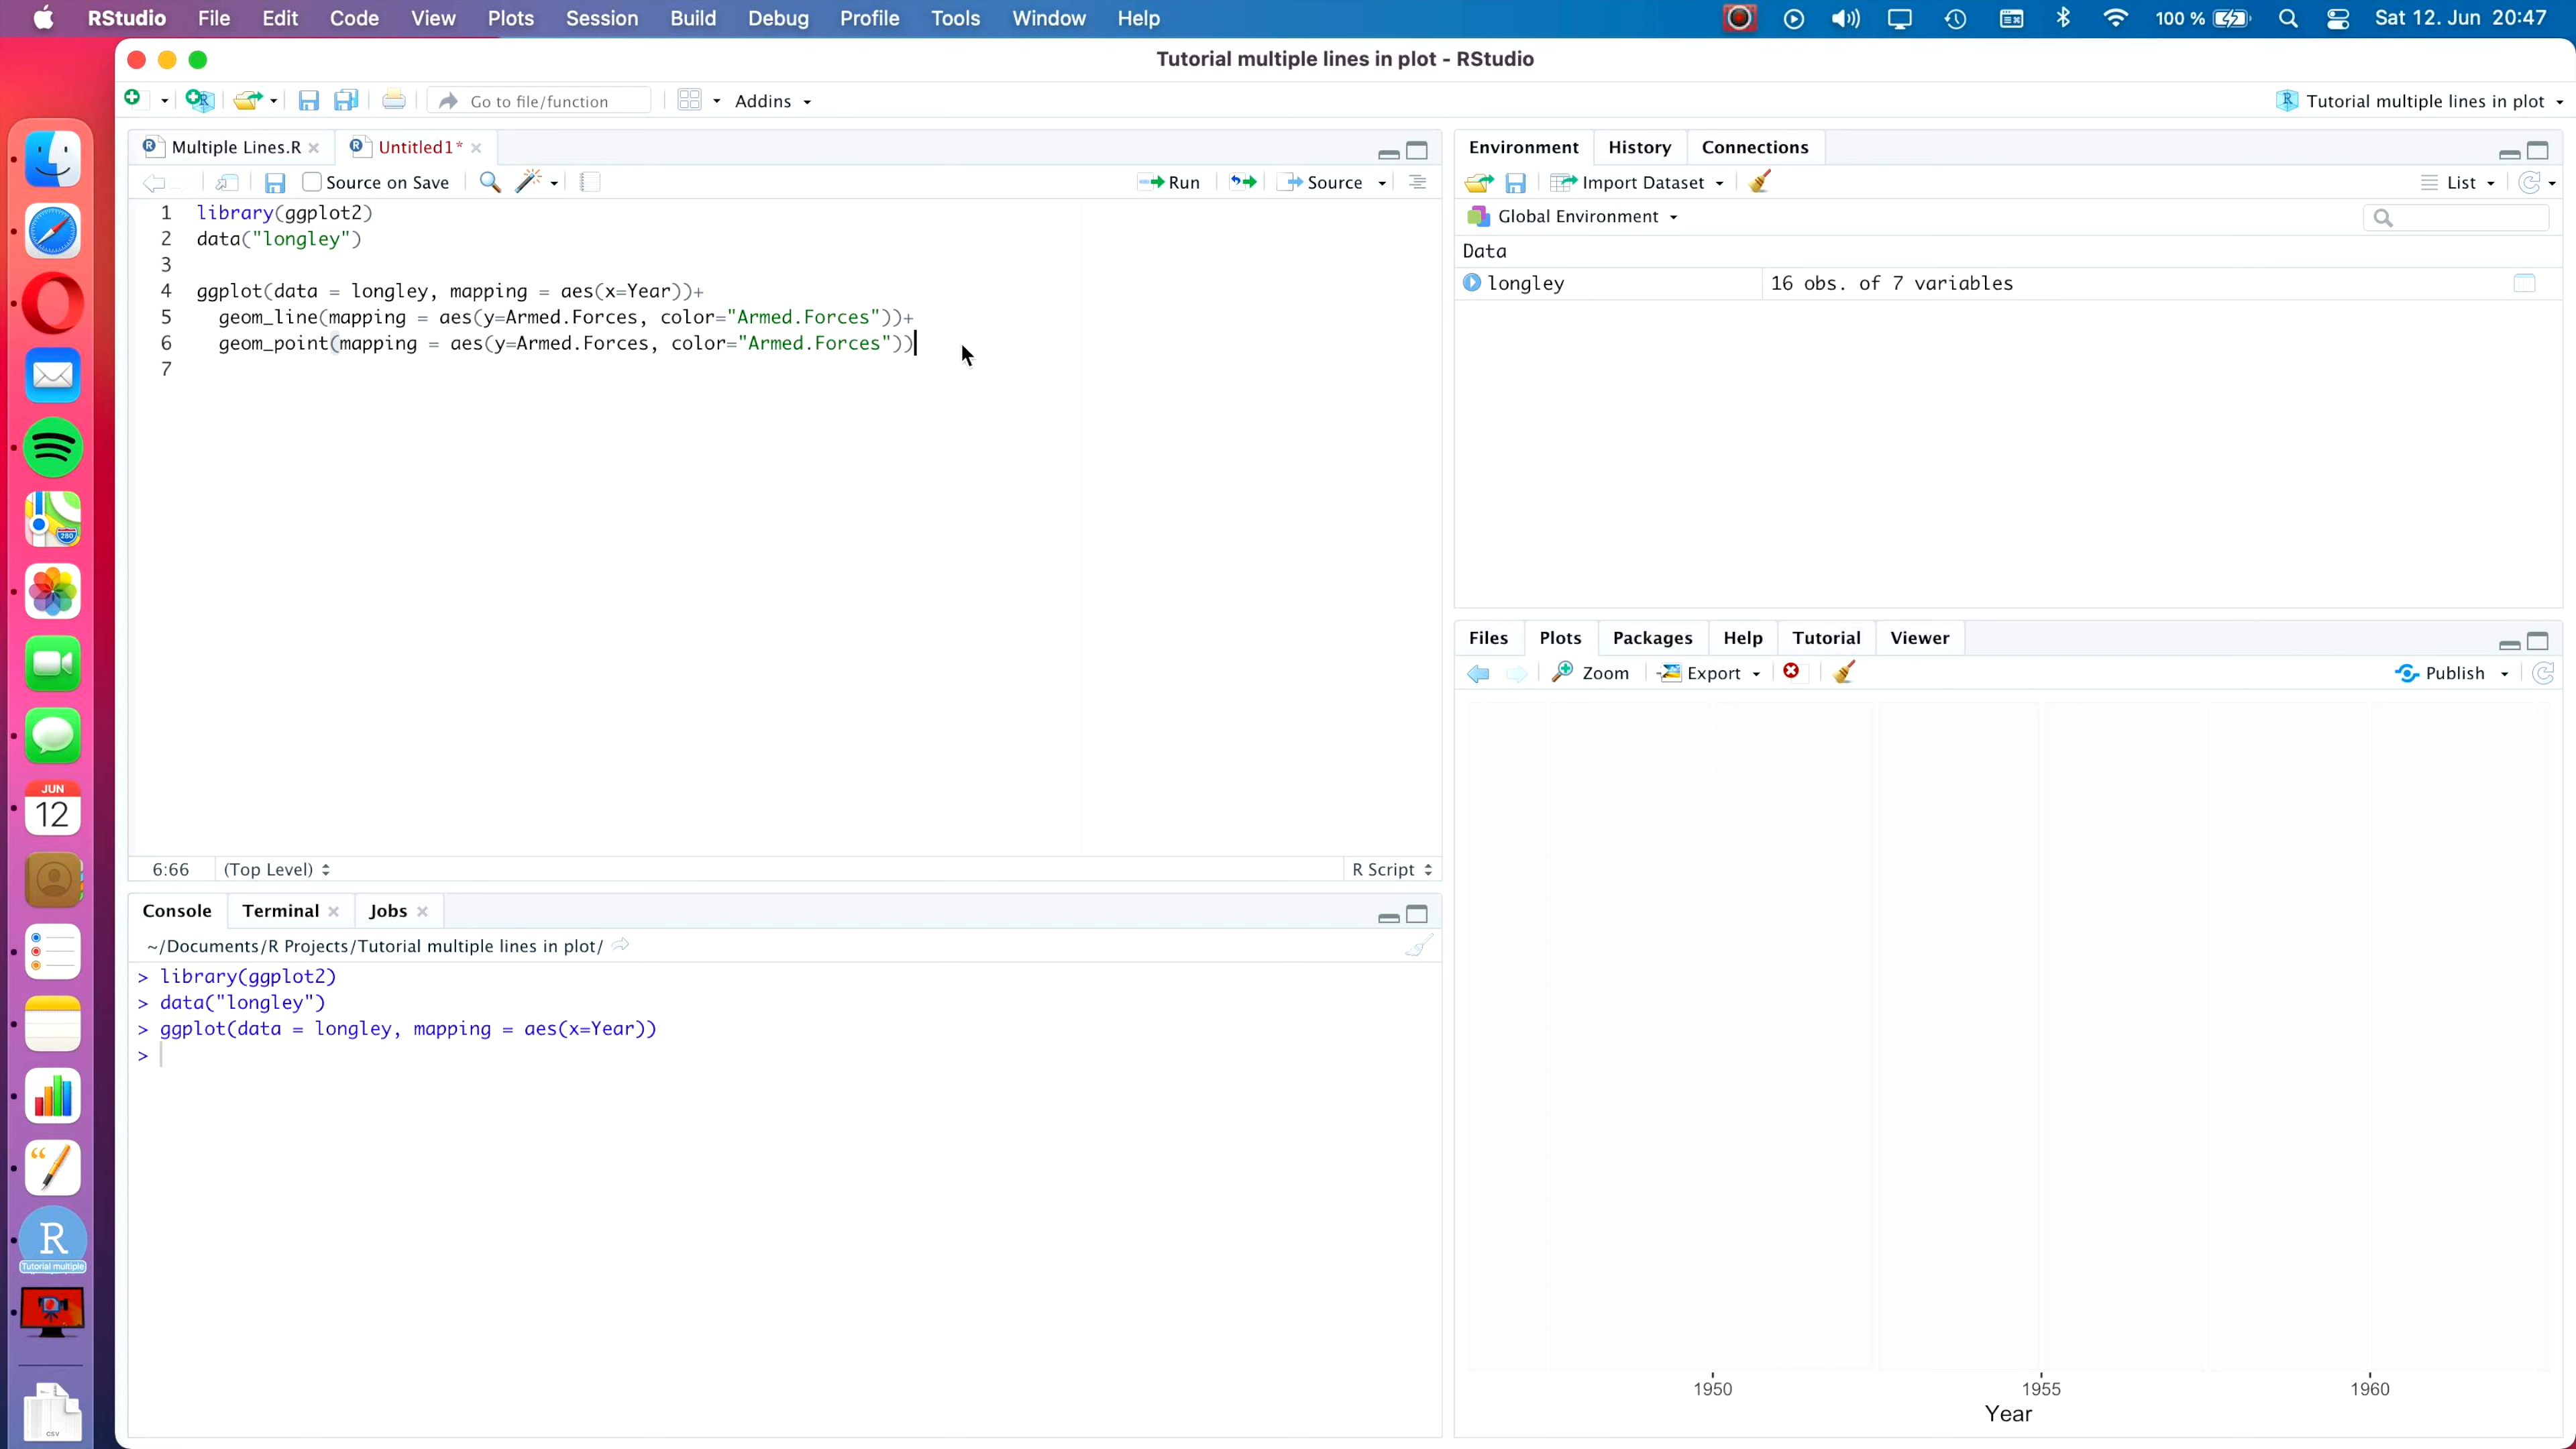 RStudio File Edit Code View Plots Session Build Debug Profile Tools Window Help 100 % Sat 12. Jun 20:47
Tutorial multiple lines in plot - RStudio
Go to file/function Addins Tutorial multiple lines in plot
Multiple Lines.R Untitled1*
Source on Save Run Source
1 library(ggplot2)
2 data("longley")
3
4 ggplot(data = longley, mapping = aes(x=Year))+
5 geom_line(mapping = aes(y=Armed.Forces, color="Armed.Forces"))+
6 geom_point(mapping = aes(y=Armed.Forces, color="Armed.Forces"))
7
6:66 (Top Level) R Script
Console Terminal Jobs
~/Documents/R Projects/Tutorial multiple lines in plot/
> library(ggplot2)
> data("longley")
> ggplot(data = longley, mapping = aes(x=Year))
>
Environment History Connections
Import Dataset List
Global Environment
Data
longley 16 obs. of 7 variables
Files Plots Packages Help Tutorial Viewer
Zoom Export Publish
1950 1955 1960
Year
280
JUN
12
R
Tutorial multiple
csv